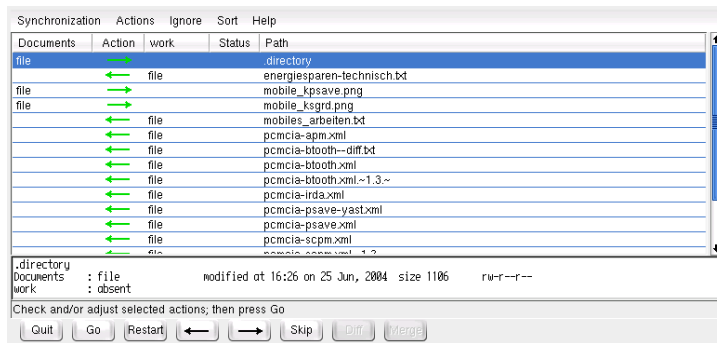 Synchronization Actions Ignore Sort Help
Documents Action work Status Path
file .directory
file energiesparen-technisch.txt
file mobile_kpsave.png
file mobile_ksgrd.png
file mobiles_arbeiten.txt
file pcmcia-apm.xml
file pcmcia-btooth--diff.txt
file pcmcia-btooth.xml
file pcmcia-btooth.xml.~1.3.~
file pcmcia-irda.xml
file pcmcia-psave-yast.xml
file pcmcia-psave.xml
file pcmcia-scpm.xml
.directory
Documents : file modified at 16:26 on 25 Jun, 2004 size 1106 rw-r--r--
work : absent
Check and/or adjust selected actions; then press Go
Quit Go Restart Skip Diff Merge